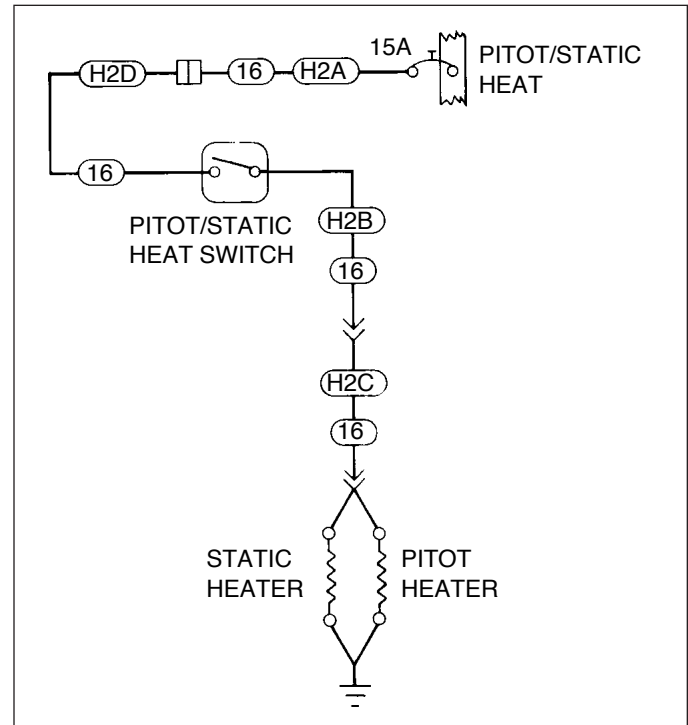 15A
PITOT/STATIC
HEAT
H2D
16
H2A
16
PITOT/STATIC
HEAT SWITCH
H2B
16
H2C
16
STATIC
HEATER
PITOT
HEATER